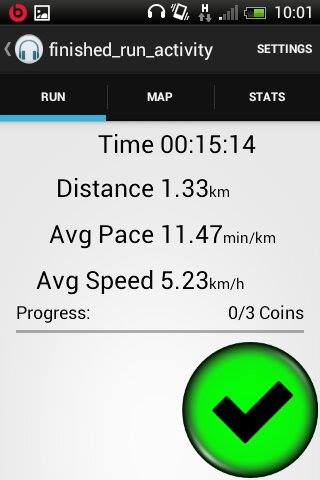 H 10:01
finished_run_activity SETTINGS
RUN MAP STATS
Time 00:15:14
Distance 1.33km
Avg Pace 11.47min/km
Avg Speed 5.23km/h
Progress: 0/3 Coins